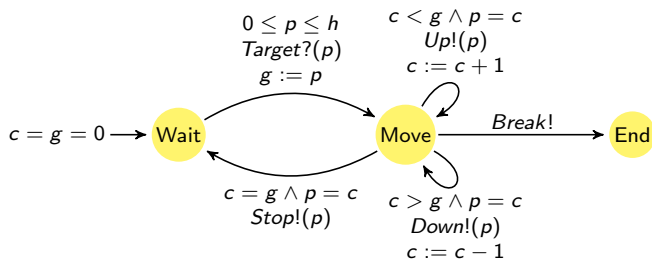 0 ≤ p ≤ h
Target?(p)
g := p
c < g ∧ p = c
Up!(p)
c := c + 1
c = g = 0
Wait
Move
Break!
End
c = g ∧ p = c
Stop!(p)
c > g ∧ p = c
Down!(p)
c := c − 1